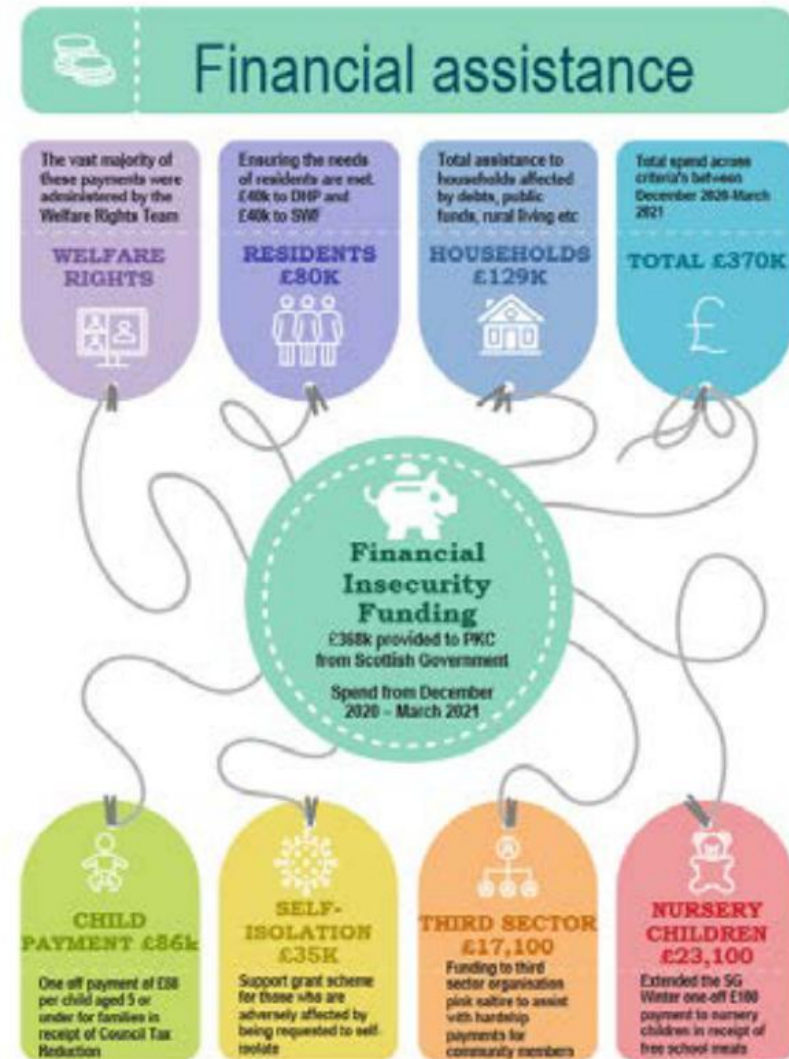 Financial assistance
The vast majority of
these payments were
administered by the
Welfare Rights Team
WELFARE
RIGHTS
Ensuring the needs
of residents are met.
£40k to DHP and
£40k to SWF
RESIDENTS
£80K
Total assistance to
households affected
by debts, public
funds, rural living etc
HOUSEHOLDS
£129K
Total spend across
criteria's between
December 2020-March
2021
TOTAL £370K
Financial
Insecurity
Funding
£368k provided to PKC
from Scottish Government
Spend from December
2020 – March 2021
CHILD
PAYMENT £86k
One off payment of
per child aged 5 or
under for families in
receipt of Council Tax
Reduction
SELF-
ISOLATION
£35K
Support grant scheme
for those who are
adversely affected by
being requested to self-
isolate
THIRD SECTOR
£17,100
Funding to third
sector organisation
pink saltire to assist
with hardship
payments for
community members
NURSERY
CHILDREN
£23,100
Extended the SG
Winter one-off £100
payment to nursery
children in receipt of
free school meals